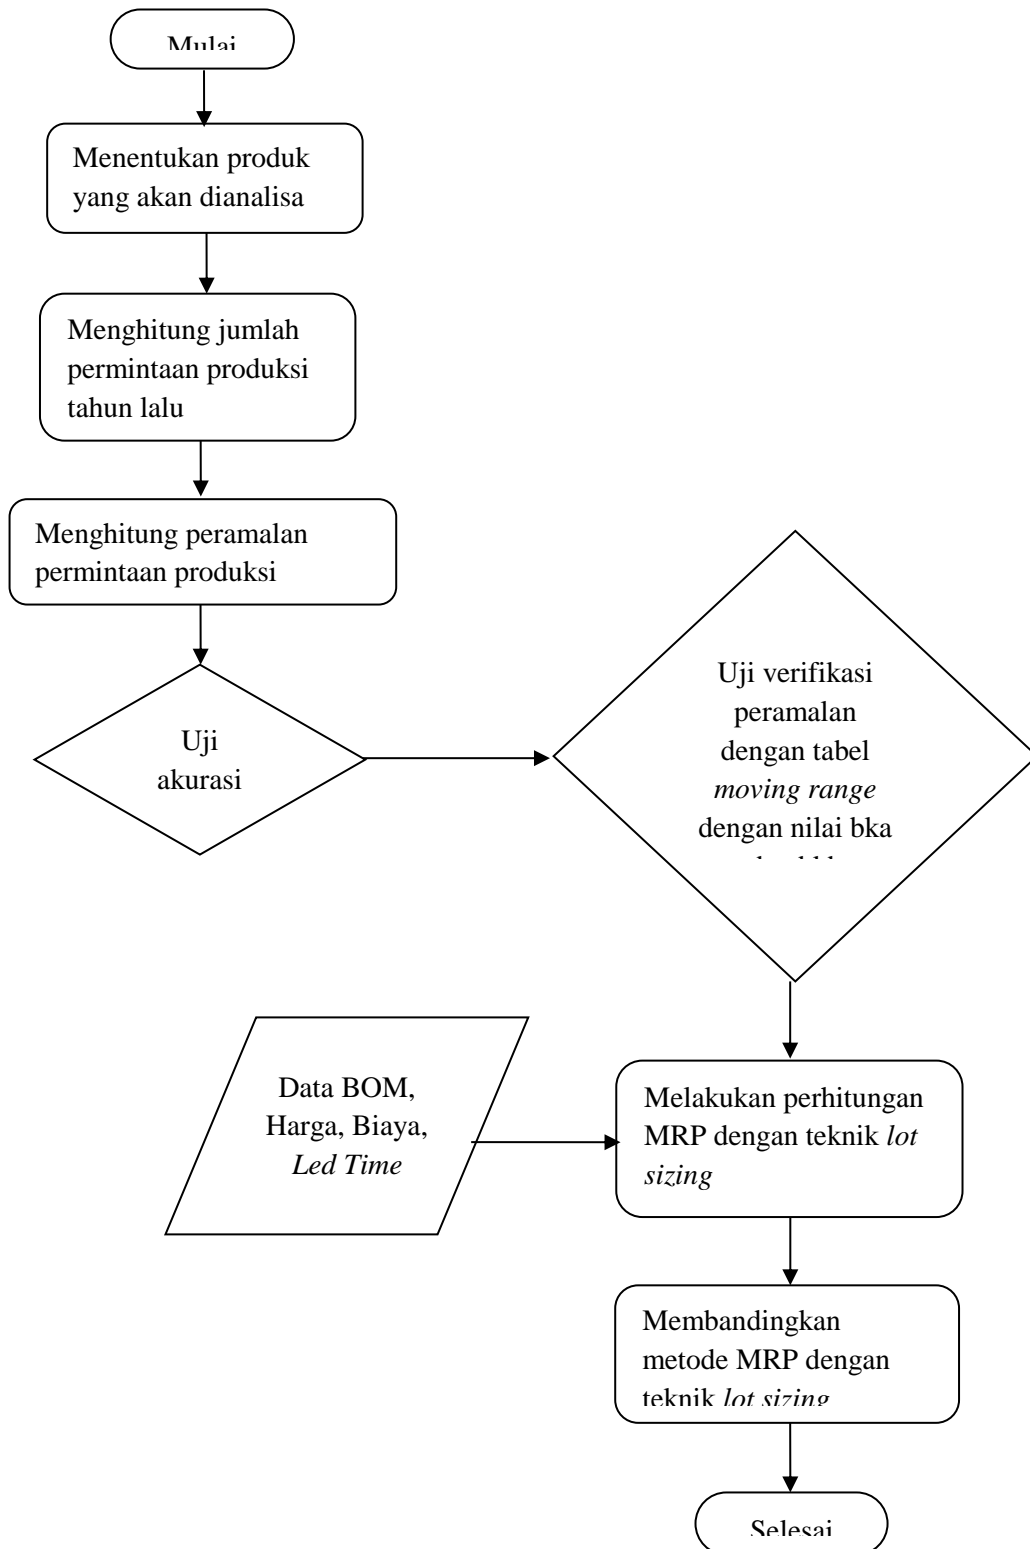 Mulai
Menentukan produk
yang akan dianalisa
Menghitung jumlah
permintaan produksi
tahun lalu
Menghitung peramalan
permintaan produksi
Uji
akurasi
Uji verifikasi
peramalan
dengan tabel
moving range
dengan nilai bka
Data BOM,
Harga, Biaya,
Led Time
Melakukan perhitungan
MRP dengan teknik lot
sizing
Membandingkan
metode MRP dengan
teknik lot sizing
Selesai